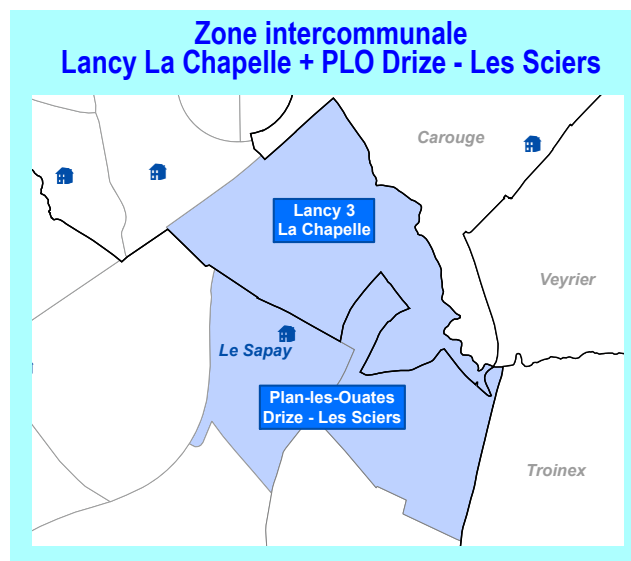 Zone intercommunale
Lancy La Chapelle + PLO Drize - Les Sciers
Carouge
Lancy 3
La Chapelle
Veyrier
Le Sapay
Plan-les-Ouates
Drize - Les Sciers
Troinex